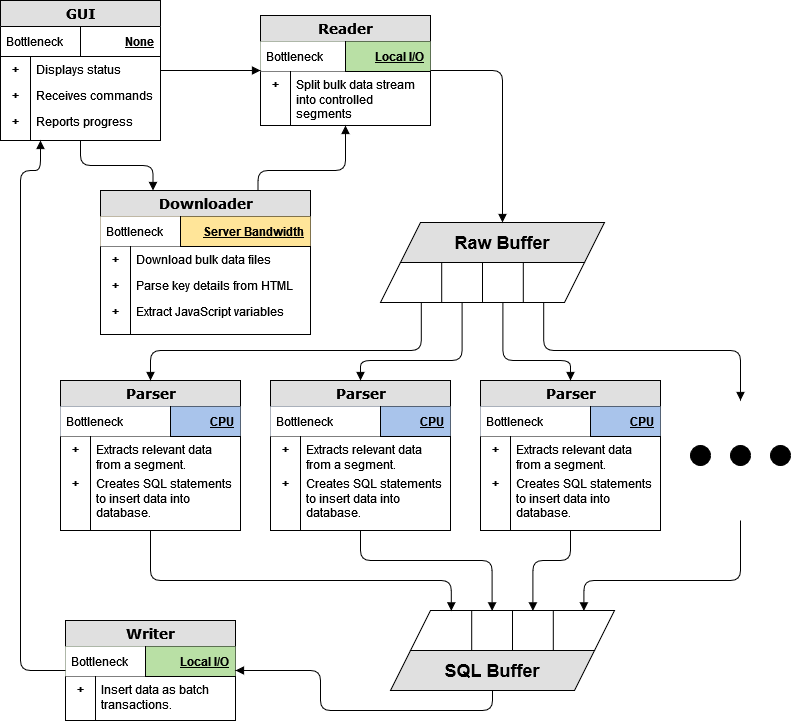 GUI
Bottleneck None
+ Displays status
+ Receives commands
+ Reports progress
Reader
Bottleneck Local I/O
+ Split bulk data stream
into controlled
segments
Downloader
Bottleneck Server Bandwidth
+ Download bulk data files
+ Parse key details from HTML
+ Extract JavaScript variables
Raw Buffer
Parser
Bottleneck CPU
+ Extracts relevant data
from a segment.
+ Creates SQL statements
to insert data into
database.
Parser
Bottleneck CPU
+ Extracts relevant data
from a segment.
+ Creates SQL statements
to insert data into
database.
Parser
Bottleneck CPU
+ Extracts relevant data
from a segment.
+ Creates SQL statements
to insert data into
database.
Writer
Bottleneck Local I/O
+ Insert data as batch
transactions.
SQL Buffer